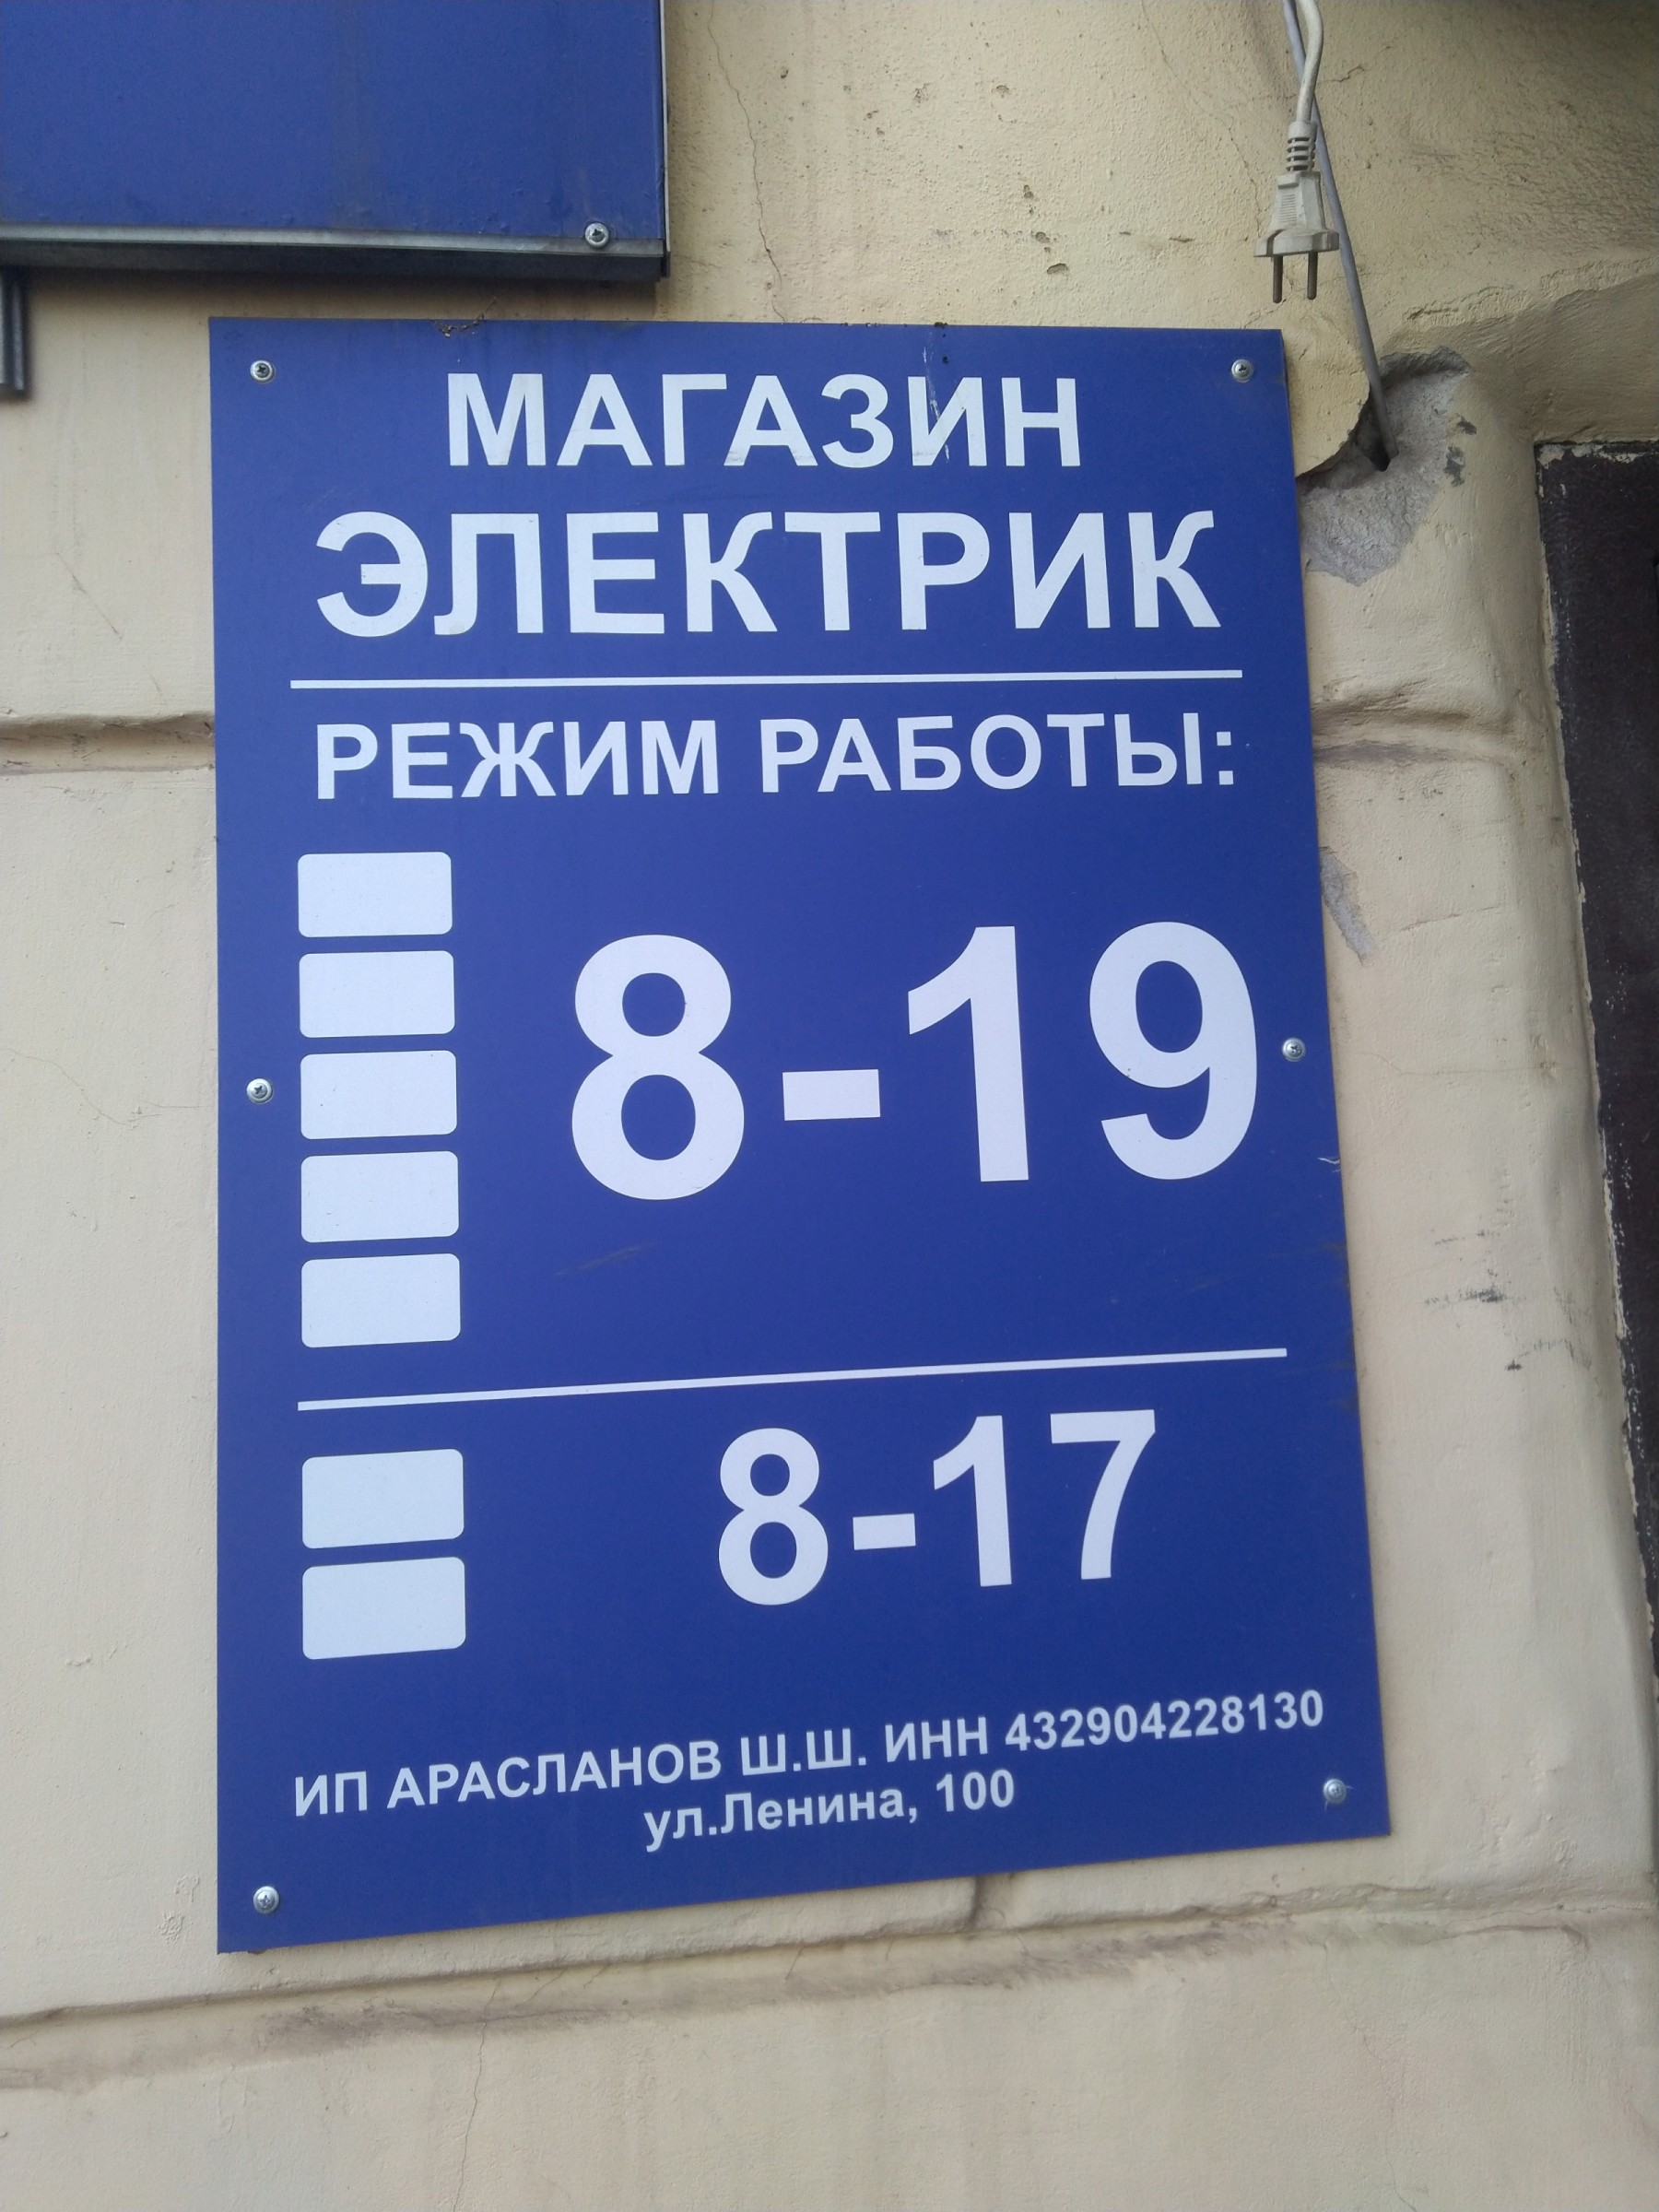 МАГАЗИН
ЭЛЕКТРИК
РЕЖИМ РАБОТЫ:
8-19
8-17
ИП АРАСЛАНОВ Ш.Ш. ИНН 432904228130
ул.Ленина, 100